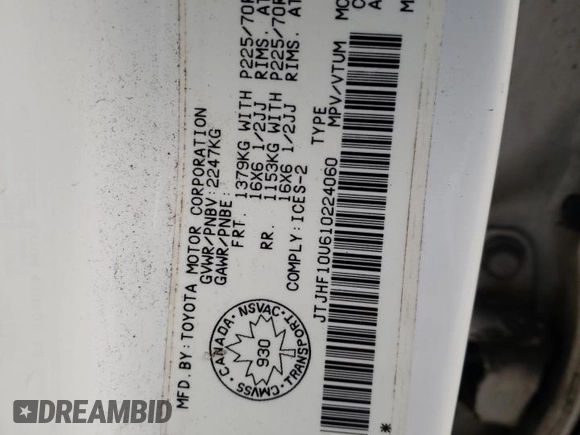 MFD. BY: TOYOTA MOTOR CORPORATION
GVWR/PNBV: 2247KG
GAWR/PNBE:
FRT. 1379KG WITH P225/70R
16X6 1/2JJ RIMS. AT
RR. 1153KG WITH P225/70R
16X6 1/2JJ RIMS. AT
COMPLY: ICES-2
CANADA NSVAC
930
CMVSS TRANSPORT
TYPE MPV/VTUM
JTJHF10U610224060
MO
A
M
DREAMBID